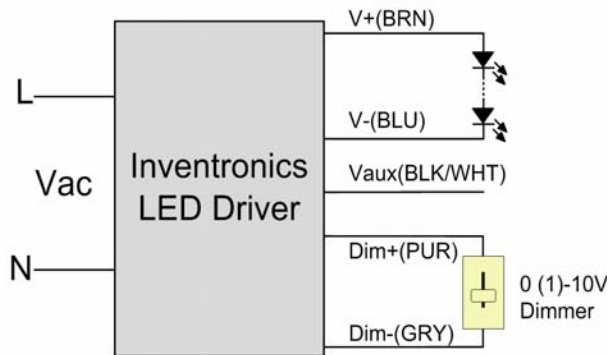 V+(BRN)
L
V-(BLU)
Inventronics
LED Driver
Vac
Vaux(BLK/WHT)
Dim+(PUR)
N
0 (1)-10V
Dimmer
Dim-(GRY)